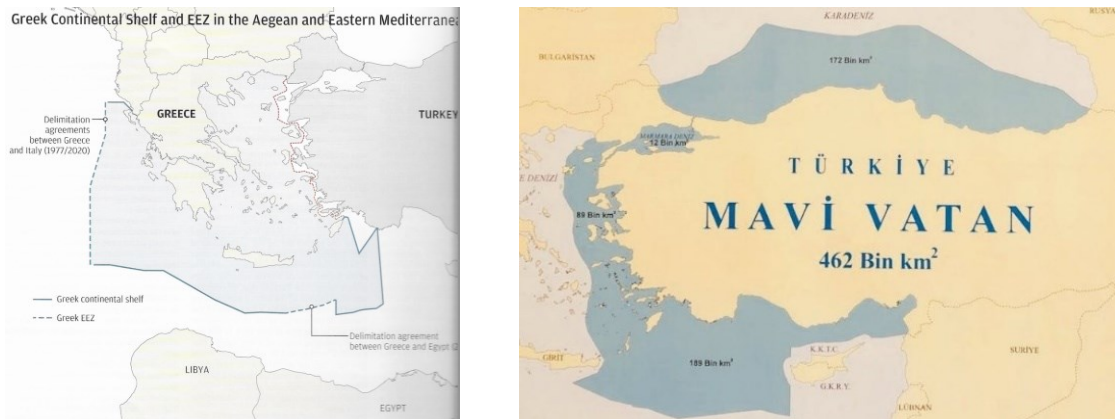 Greek Continental Shelf and EEZ in the Aegean and Eastern
Delimitation
agreements
between Greece
and Italy (1977/2020)
GREECE
TURKEY
Greek continental shelf
Greek EEZ
Delimitation agreement
between Greece and Egypt
LIBYA
EGYPT
KARADENİZ
BULGARİSTAN
172 Bin km²
MARMARA DENİZİ
12 Bin km²
E DENİZİ
89 Bin km²
TÜRKİYE
MAVİ VATAN
462 Bin km²
GİRİT
189 Bin km²
K.K.T.C.
G.K.R.Y.
SURİYE
LÜBNAN